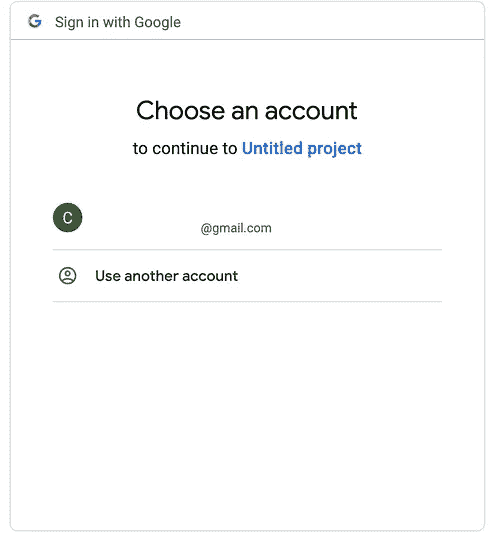 Sign in with Google
Choose an account
to continue to Untitled project
C
@gmail.com
Use another account